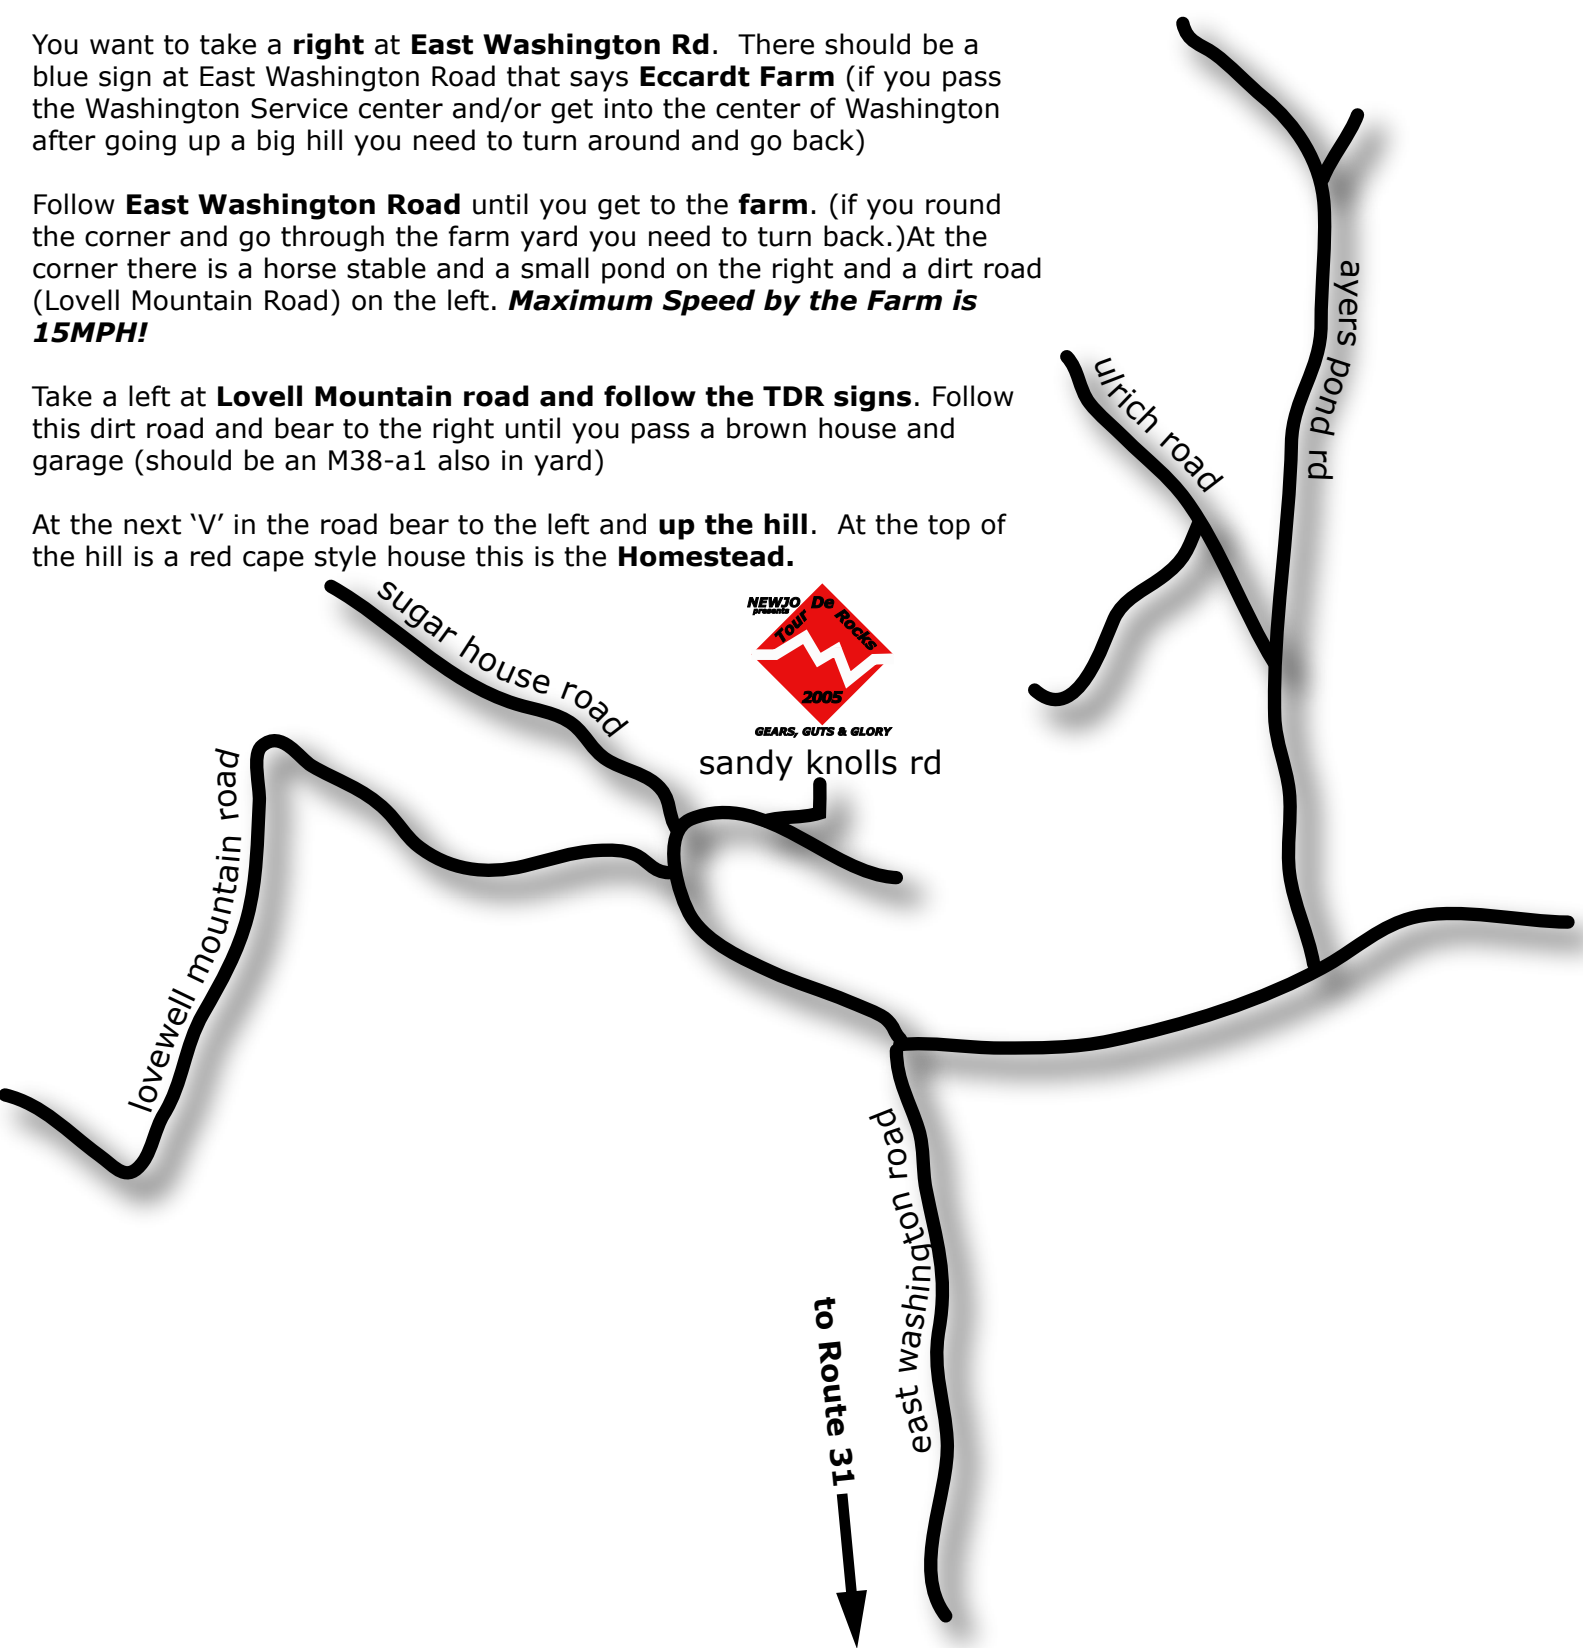 You want to take a right at East Washington Rd.  There should be a
blue sign at East Washington Road that says Eccardt Farm (if you pass
the Washington Service center and/or get into the center of Washington
after going up a big hill you need to turn around and go back)
Follow East Washington Road until you get to the farm. (if you round
the corner and go through the farm yard you need to turn back.)At the
corner there is a horse stable and a small pond on the right and a dirt road
(Lovell Mountain Road) on the left. Maximum Speed by the Farm is
15MPH!
Take a left at Lovell Mountain road and follow the TDR signs. Follow
this dirt road and bear to the right until you pass a brown house and
garage (should be an M38-a1 also in yard)
At the next ‘V’ in the road bear to the left and up the hill.  At the top of
the hill is a red cape style house this is the Homestead.
ayers pond rd
ulrich road
sugar house road
NEWJO
presents
Tour De Rocks
2005
GEARS, GUTS & GLORY
sandy knolls rd
lovewell mountain road
east washington road
to Route 31